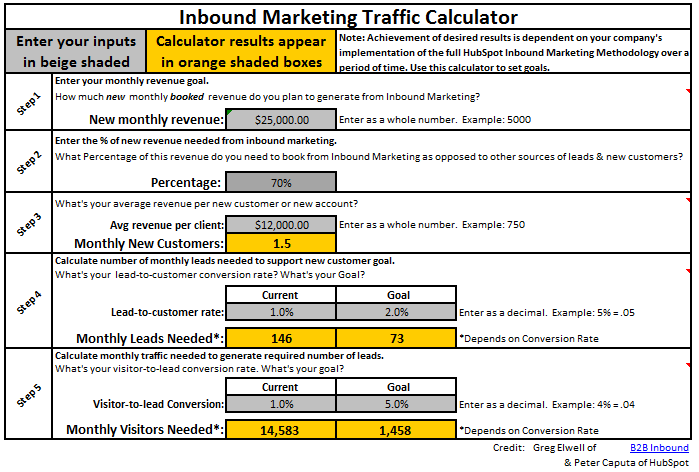 Inbound Marketing Traffic Calculator
Enter your inputs
in beige shaded
Calculator results appear
in orange shaded boxes
Note: Achievement of desired results is dependent on your company's
implementation of the full HubSpot Inbound Marketing Methodology over a
period of time. Use this calculator to set goals.
Step1
Enter your monthly revenue goal.
How much new monthly booked revenue do you plan to generate from Inbound Marketing?
New monthly revenue: $25,000.00 Enter as a whole number. Example: 5000
Step2
Enter the % of new revenue needed from inbound marketing.
What Percentage of this revenue do you need to book from Inbound Marketing as opposed to other sources of leads & new customers?
Percentage: 70%
Step 3
What's your average revenue per new customer or new account?
Avg revenue per client: $12,000.00 Enter as a whole number. Example: 750
Monthly New Customers: 1.5
Step4
Calculate number of monthly leads needed to support new customer goal.
What's your lead-to-customer conversion rate? What's your Goal?
Current Goal
Lead-to-customer rate: 1.0% 2.0% Enter as a decimal. Example: 5% = .05
Monthly Leads Needed*: 146 73 *Depends on Conversion Rate
Step5
Calculate monthly traffic needed to generate required number of leads.
What's your visitor-to-lead conversion rate. What's your goal?
Current Goal
Visitor-to-lead Conversion: 1.0% 5.0% Enter as a decimal. Example: 4% = .04
Monthly Visitors Needed*: 14,583 1,458 *Depends on Conversion Rate
Credit: Greg Elwell of B2B Inbound
& Peter Caputa of HubSpot